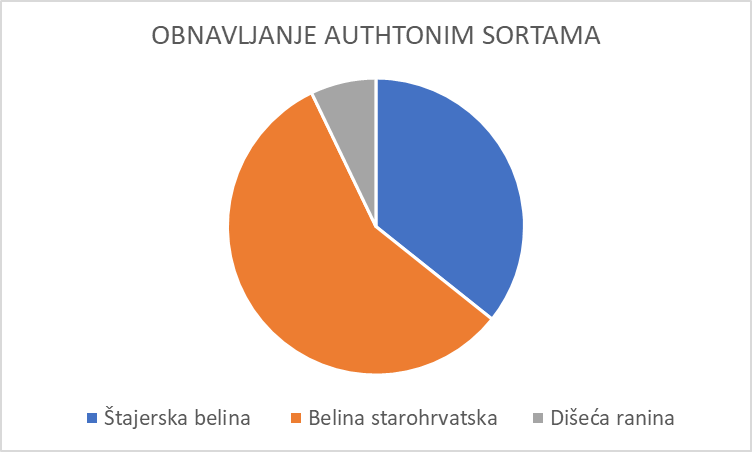 OBNAVLJANJE AUTHTONIM SORTAMA
Štajerska belina Belina starohrvatska Dišeća ranina